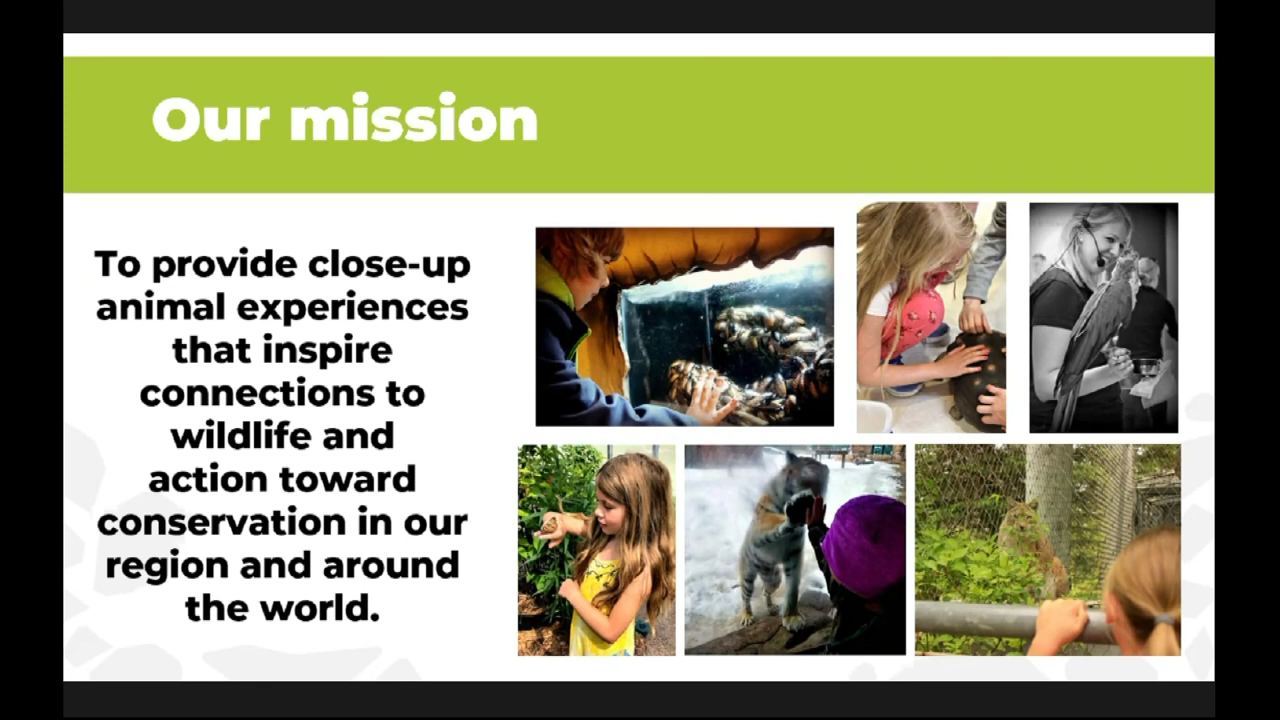 Our mission
To provide close-up
animal experiences
that inspire
connections to
wildlife and
action toward
conservation in our
region and around
the world.